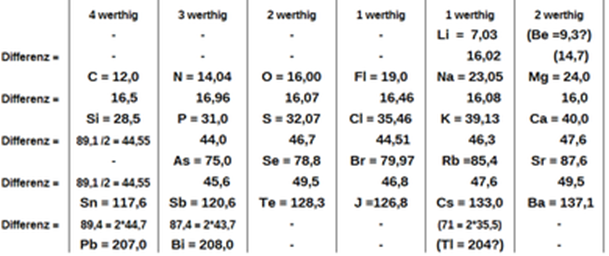 4 werthig 3 werthig 2 werthig 1 werthig 1 werthig 2 werthig
- - - - Li = 7,03 (Be =9,3?)
Differenz = - - - - 16,02 (14,7)
C = 12,0 N = 14,04 O = 16,00 Fl = 19,0 Na = 23,05 Mg = 24,0
Differenz = 16,5 16,96 16,07 16,46 16,08 16,0
Si = 28,5 P = 31,0 S = 32,07 Cl = 35,46 K = 39,13 Ca = 40,0
Differenz = 89,1 /2 = 44,55 44,0 46,7 44,51 46,3 47,6
- As = 75,0 Se = 78,8 Br = 79,97 Rb =85,4 Sr = 87,6
Differenz = 89,1 /2 = 44,55 45,6 49,5 46,8 47,6 49,5
Sn = 117,6 Sb = 120,6 Te = 128,3 J =126,8 Cs = 133,0 Ba = 137,1
Differenz = 89,4 = 2*44,7 87,4 = 2*43,7 - - (71 = 2*35,5) -
Pb = 207,0 Bi = 208,0 - - (Tl = 204?) -